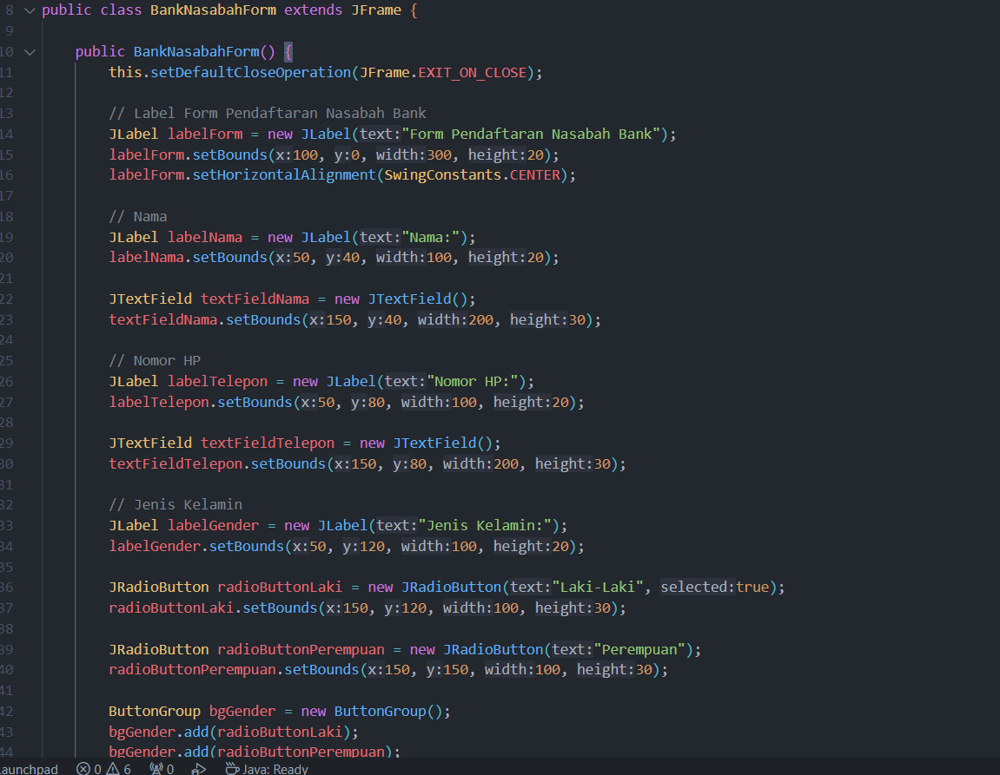 8 public class BankNasabahForm extends JFrame {
9
10 public BankNasabahForm() {
11 this.setDefaultCloseOperation(JFrame.EXIT_ON_CLOSE);
12
13 // Label Form Pendaftaran Nasabah Bank
14 JLabel labelForm = new JLabel(text:"Form Pendaftaran Nasabah Bank");
15 labelForm.setBounds(x:100, y:0, width:300, height:20);
16 labelForm.setHorizontalAlignment(SwingConstants.CENTER);
17
18 // Nama
19 JLabel labelNama = new JLabel(text:"Nama:");
20 labelNama.setBounds(x:50, y:40, width:100, height:20);
21
22 JTextField textFieldNama = new JTextField();
23 textFieldNama.setBounds(x:150, y:40, width:200, height:30);
24
25 // Nomor HP
26 JLabel labelTelepon = new JLabel(text:"Nomor HP:");
27 labelTelepon.setBounds(x:50, y:80, width:100, height:20);
28
29 JTextField textFieldTelepon = new JTextField();
30 textFieldTelepon.setBounds(x:150, y:80, width:200, height:30);
31
32 // Jenis Kelamin
33 JLabel labelGender = new JLabel(text:"Jenis Kelamin:");
34 labelGender.setBounds(x:50, y:120, width:100, height:20);
35
36 JRadioButton radioButtonLaki = new JRadioButton(text:"Laki-Laki", selected:true);
37 radioButtonLaki.setBounds(x:150, y:120, width:100, height:30);
38
39 JRadioButton radioButtonPerempuan = new JRadioButton(text:"Perempuan");
40 radioButtonPerempuan.setBounds(x:150, y:150, width:100, height:30);
41
42 ButtonGroup bgGender = new ButtonGroup();
43 bgGender.add(radioButtonLaki);
44 bgGender.add(radioButtonPerempuan);
aunchpad 0 6 0 Java: Ready